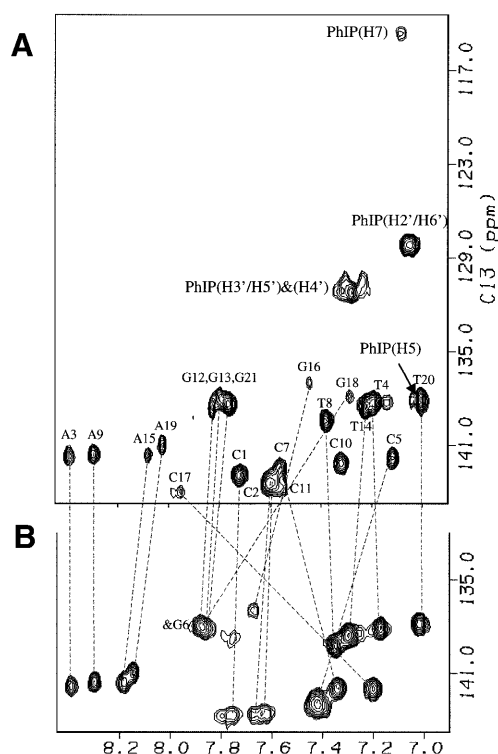 A
PhIP(H7)
117.0
123.0
PhIP(H2'/H6')
129.0
C13 (ppm)
PhIP(H3'/H5')&(H4')
135.0
PhIP(H5)
G12,G13,G21
G16
G18
T4
T20
T8
T14
A3
A9
A15
A19
C17
C1
C7
C2
C11
C10
C5
141.0
B
135.0
&G6
141.0
8.2 8.0 7.8 7.6 7.4 7.2 7.0